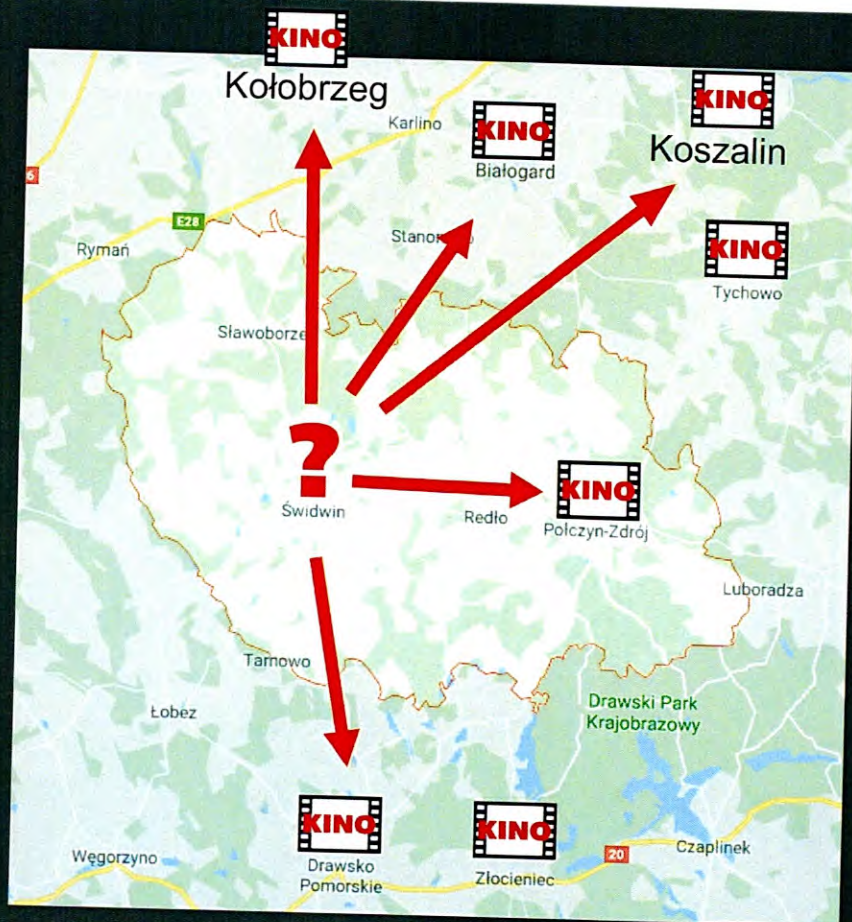 KINO
Kołobrzeg
KINO
Koszalin
Karlino
KINO
Białogard
6
E28
Rymań
KINO
Tychowo
Sławoborze
?
Świdwin
Redło
KINO
Połczyn-Zdrój
Luboradza
Tarnowo
Łobez
Drawski Park
Krajobrazowy
KINO
Drawsko
Pomorskie
KINO
Złocieniec
Węgorzyno
20
Czaplinek